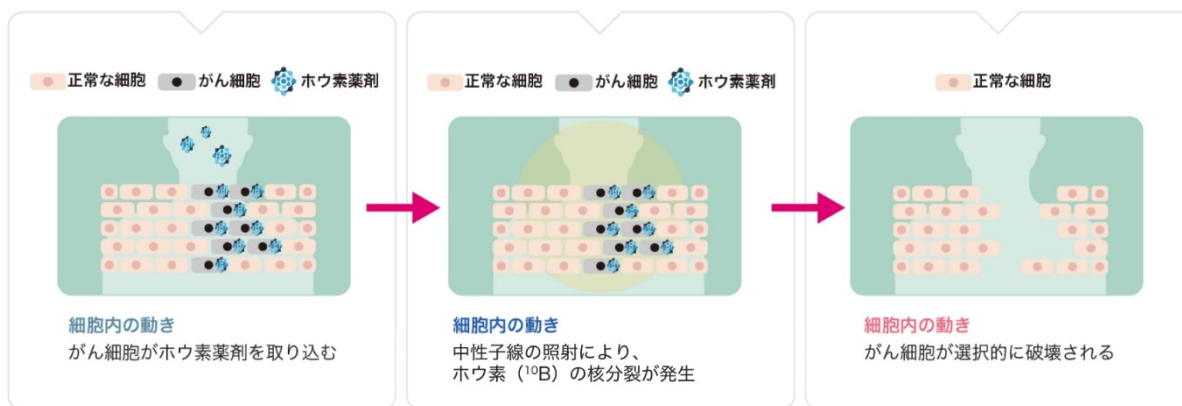 正常な細胞 がん細胞 ホウ素薬剤
細胞内の動き
がん細胞がホウ素薬剤を取り込む
正常な細胞 がん細胞 ホウ素薬剤
細胞内の動き
中性子線の照射により、
ホウ素（¹⁰B）の核分裂が発生
正常な細胞
細胞内の動き
がん細胞が選択的に破壊される